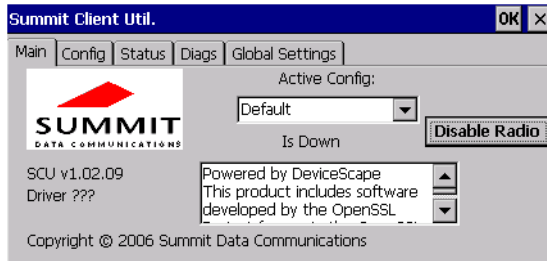 Summit Client Util.
OK ×
Main Config Status Diags Global Settings
Active Config:
Default
SUMMIT
DATA COMMUNICATIONS
Is Down
Disable Radio
SCU v1.02.09
Driver ???
Powered by DeviceScape
This product includes software
developed by the OpenSSL
Copyright © 2006 Summit Data Communications